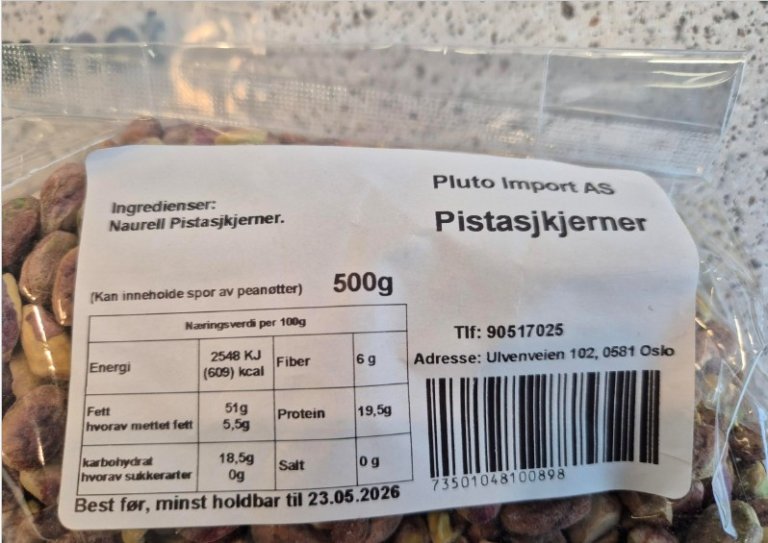 Pluto Import AS
Pistasjkjerner
Ingredienser:
Naurell Pistasjkjerner.
(Kan inneholde spor av peanøtter)
500g
Næringsverdi per 100g
Energi
2548 KJ
(609) kcal
Fiber
6 g
Fett
hvorav mettet fett
51g
5,5g
Protein
19,5g
karbohydrat
hvorav sukkerarter
18,5g
0g
Salt
0 g
Best før, minst holdbar til 23.05.2026
Tlf: 90517025
Adresse: Ulvenveien 102, 0581 Oslo
73501048100898